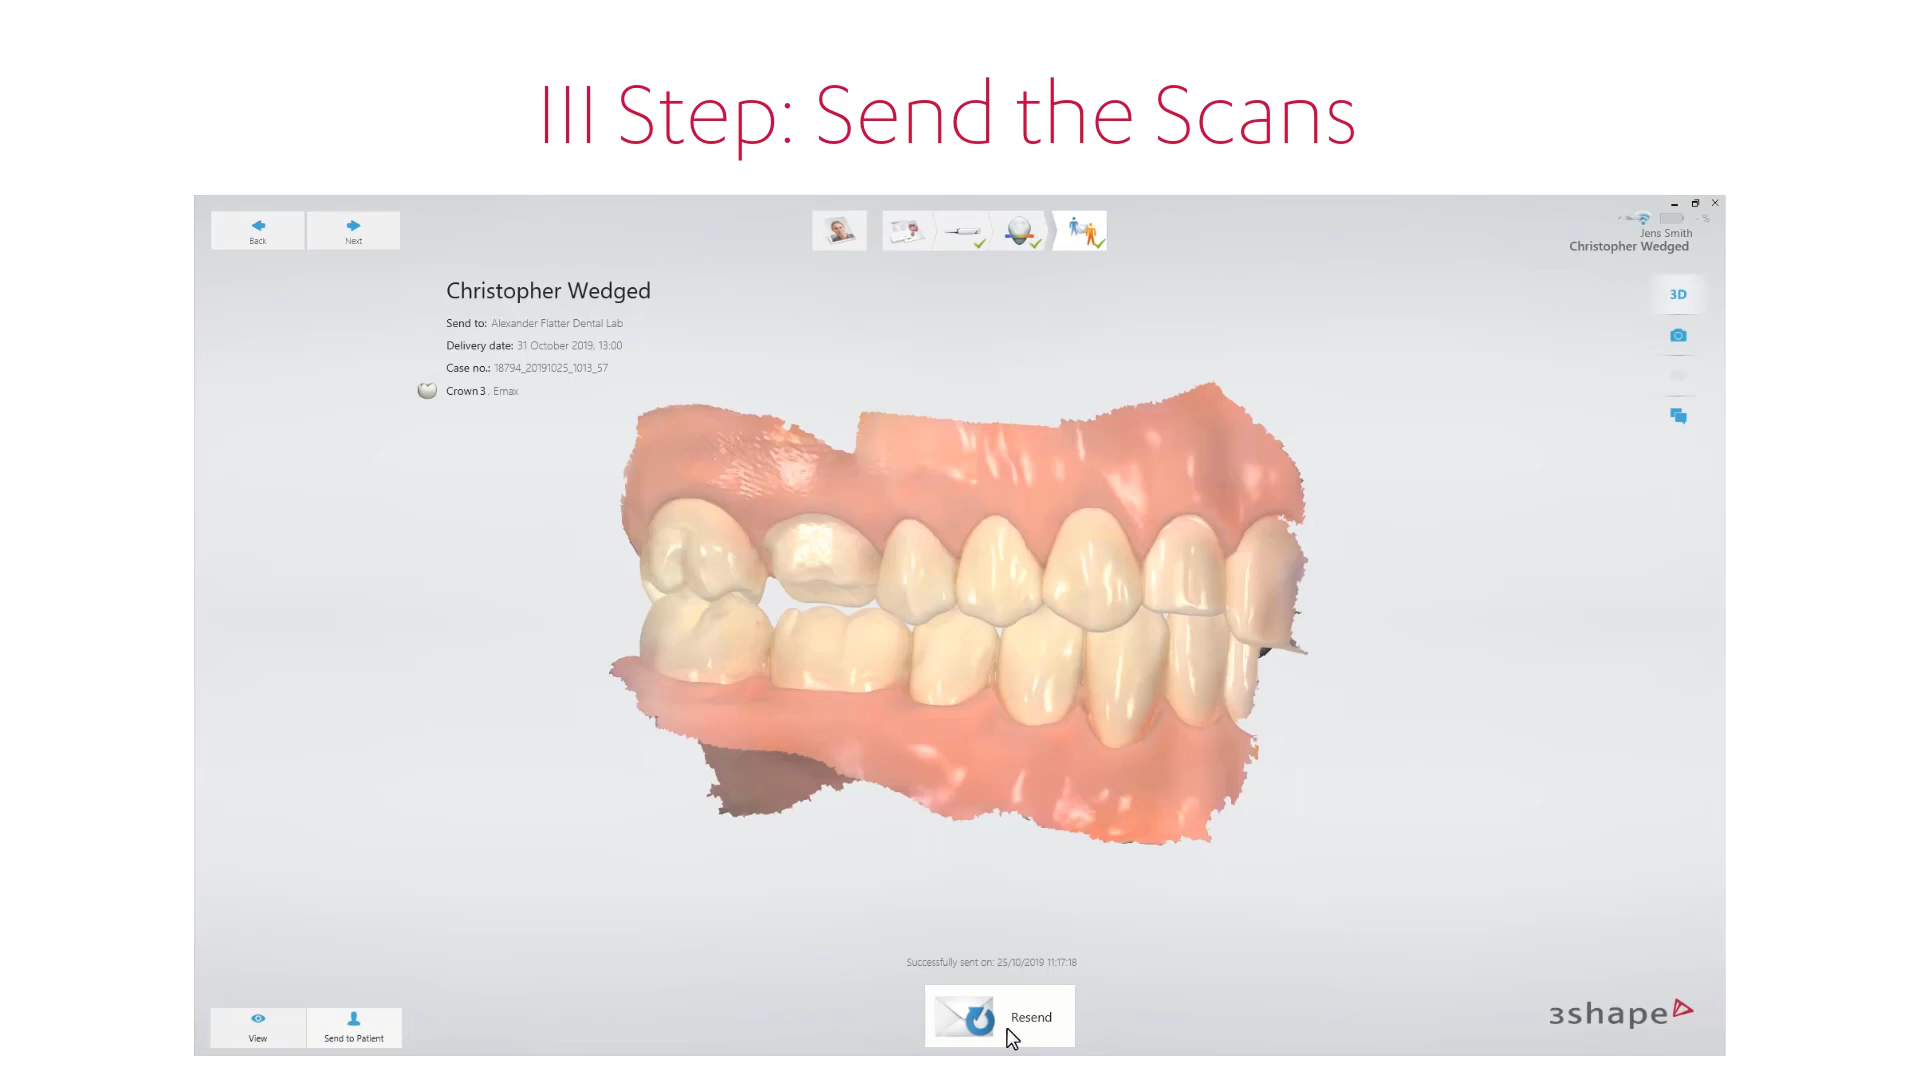 III Step: Send the Scans
Back
Next
Jens Smith
Christopher Wedged
Christopher Wedged
Send to: Alexander Flatter Dental Lab
Delivery date: 31 October 2019, 13:00
Case no.: 18794_20191025_1013_57
Crown 3, Emax
3D
Successfully sent on: 25/10/2019 11:17:18
Resend
View
Send to Patient
3shape